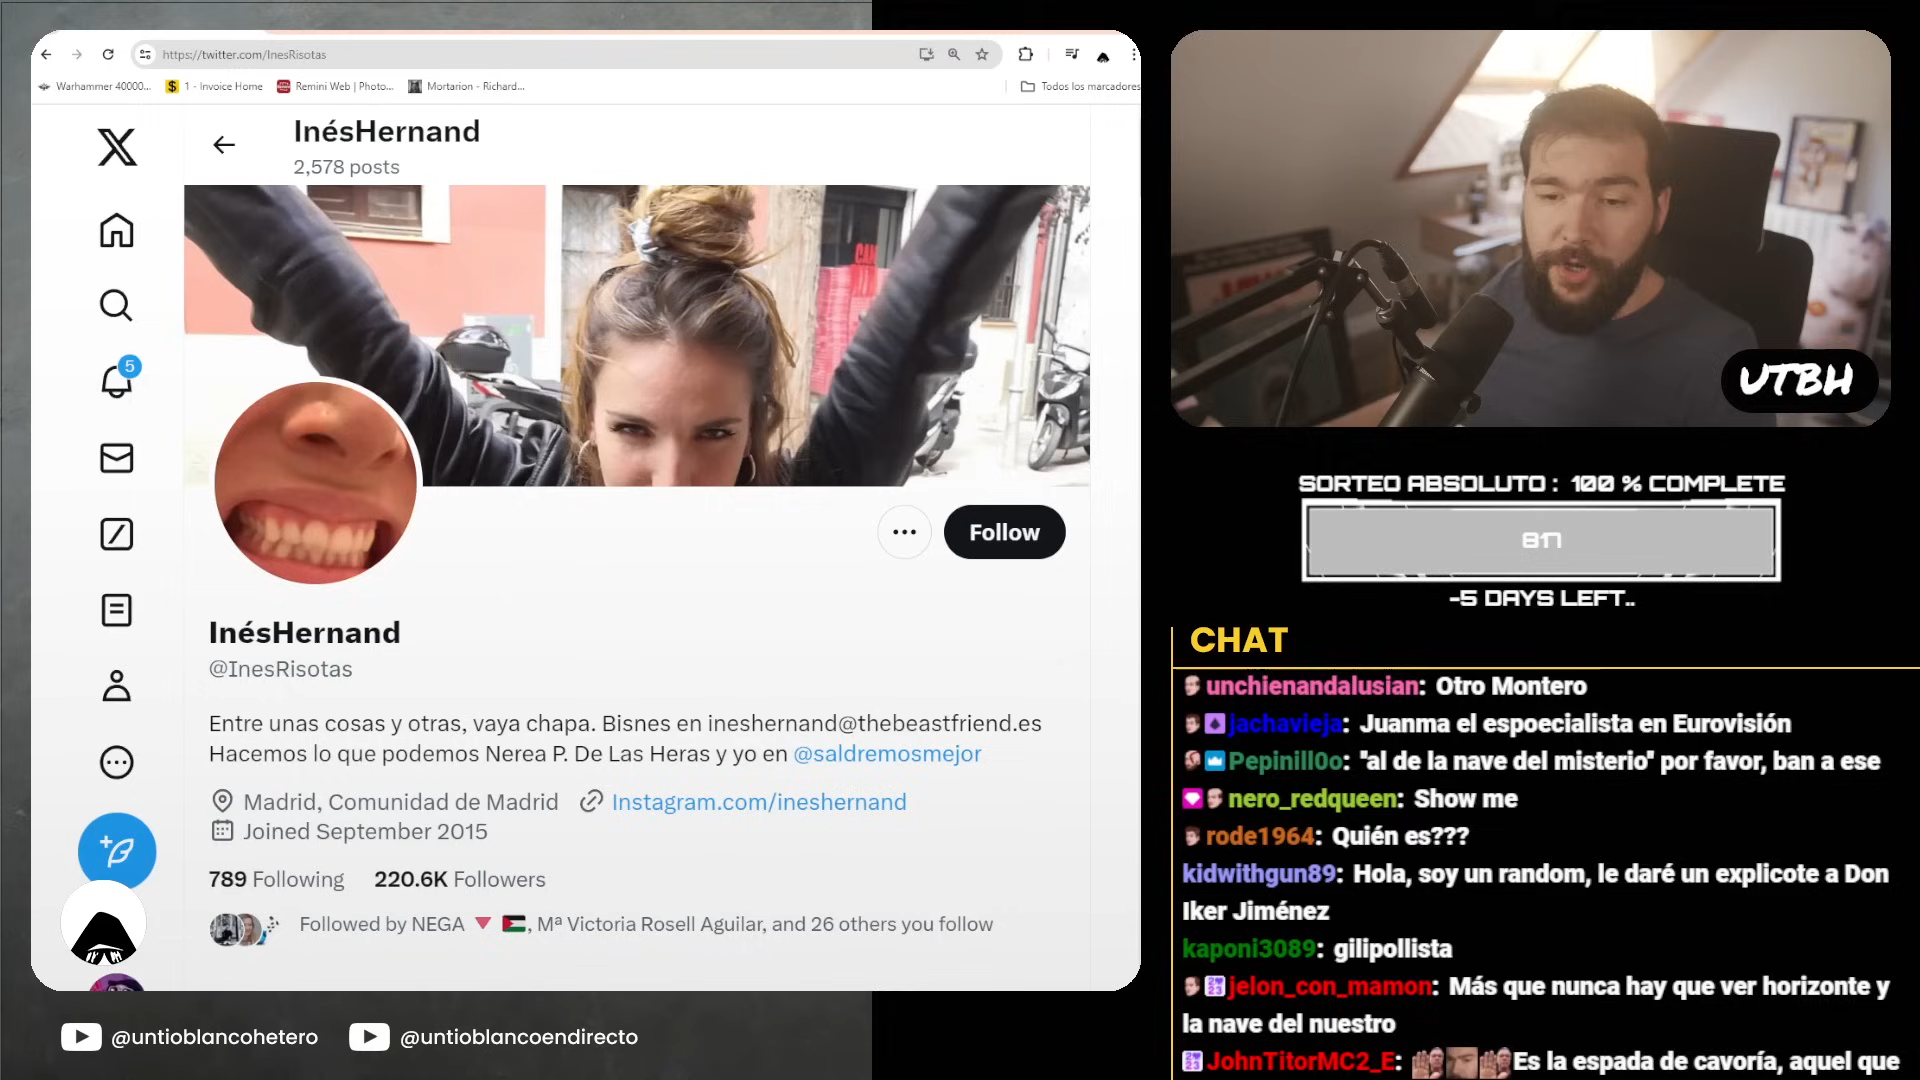 https://twitter.com/InesRisotas
Warhammer 40000...
1 - Invoice Home
Remini Web | Photo...
Mortarion - Richard...
Todos los marcadores
InésHernand
2,578 posts
5
Follow
InésHernand
@InesRisotas
Entre unas cosas y otras, vaya chapa. Bisnes en ineshernand@thebeastfriend.es
Hacemos lo que podemos Nerea P. De Las Heras y yo en @saldremosmejor
Madrid, Comunidad de Madrid
Instagram.com/ineshernand
Joined September 2015
789 Following 220.6K Followers
Followed by NEGA 🔻 🇵🇸, Mª Victoria Rosell Aguilar, and 26 others you follow
@untioblancohetero
@untioblancoendirecto
UTBH
SORTEO ABSOLUTO : 100 % COMPLETE
817
-5 DAYS LEFT..
CHAT
unchienandalusian: Otro Montero
jachavieja: Juanma el espoecialista en Eurovisión
Pepinill0o: "al de la nave del misterio" por favor, ban a ese
nero_redqueen: Show me
rode1964: Quién es???
kidwithgun89: Hola, soy un random, le daré un explicote a Don
Iker Jiménez
kaponi3089: gilipollista
jelon_con_mamon: Más que nunca hay que ver horizonte y
la nave del nuestro
JohnTitorMC2_E: Es la espada de cavoría, aquel que